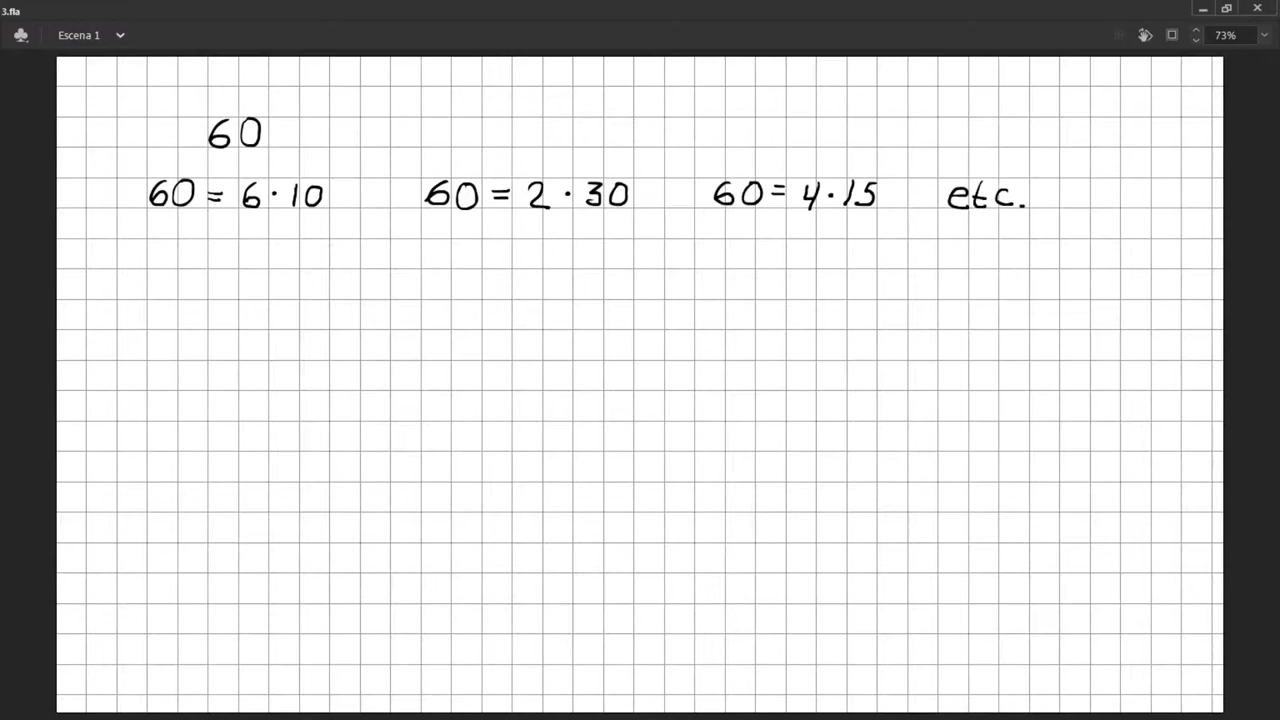 3.fla
Escena 1
73%
60
60 = 6 · 10 60 = 2 · 30 60 = 4 · 15 etc.